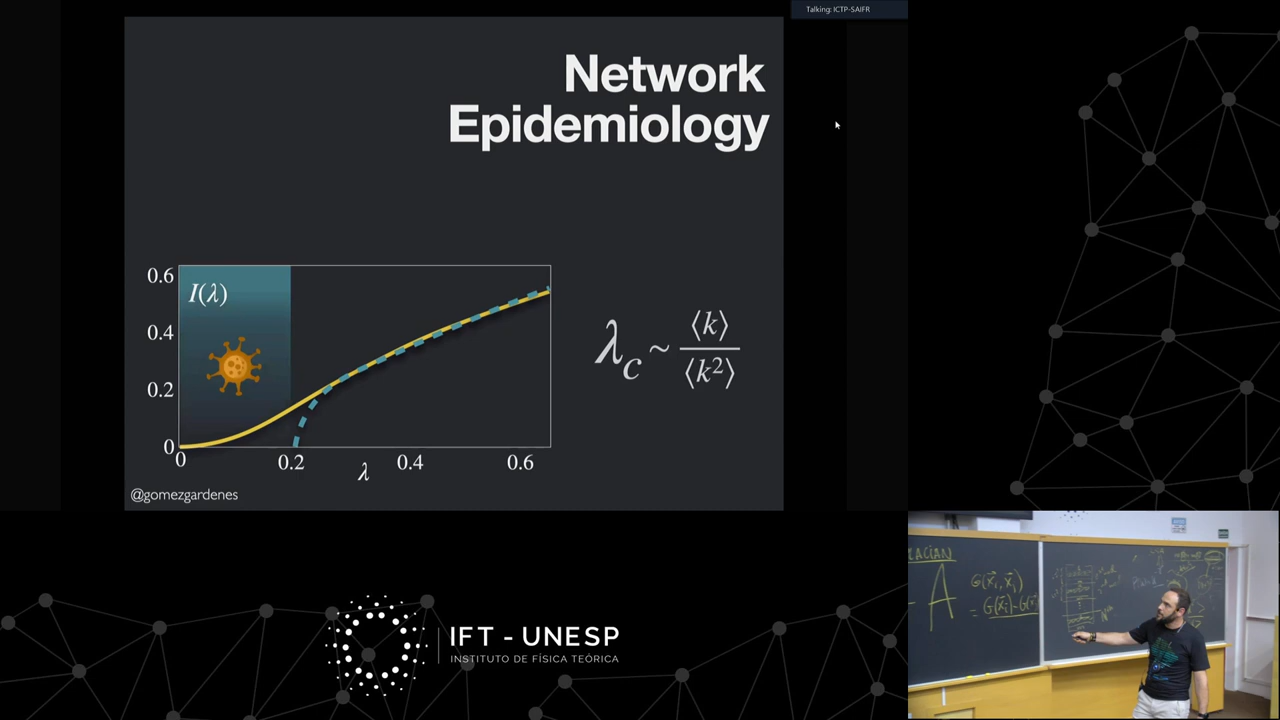 Talking: ICTP-SAIFR
Network
Epidemiology
0.6
I(λ)
0.4
0.2
0
0
0.2
0.4
0.6
λ
λc ~ ⟨k⟩
⟨k²⟩
@gomezgardenes
IFT - UNESP
INSTITUTO DE FÍSICA TEÓRICA
LACIAN
A